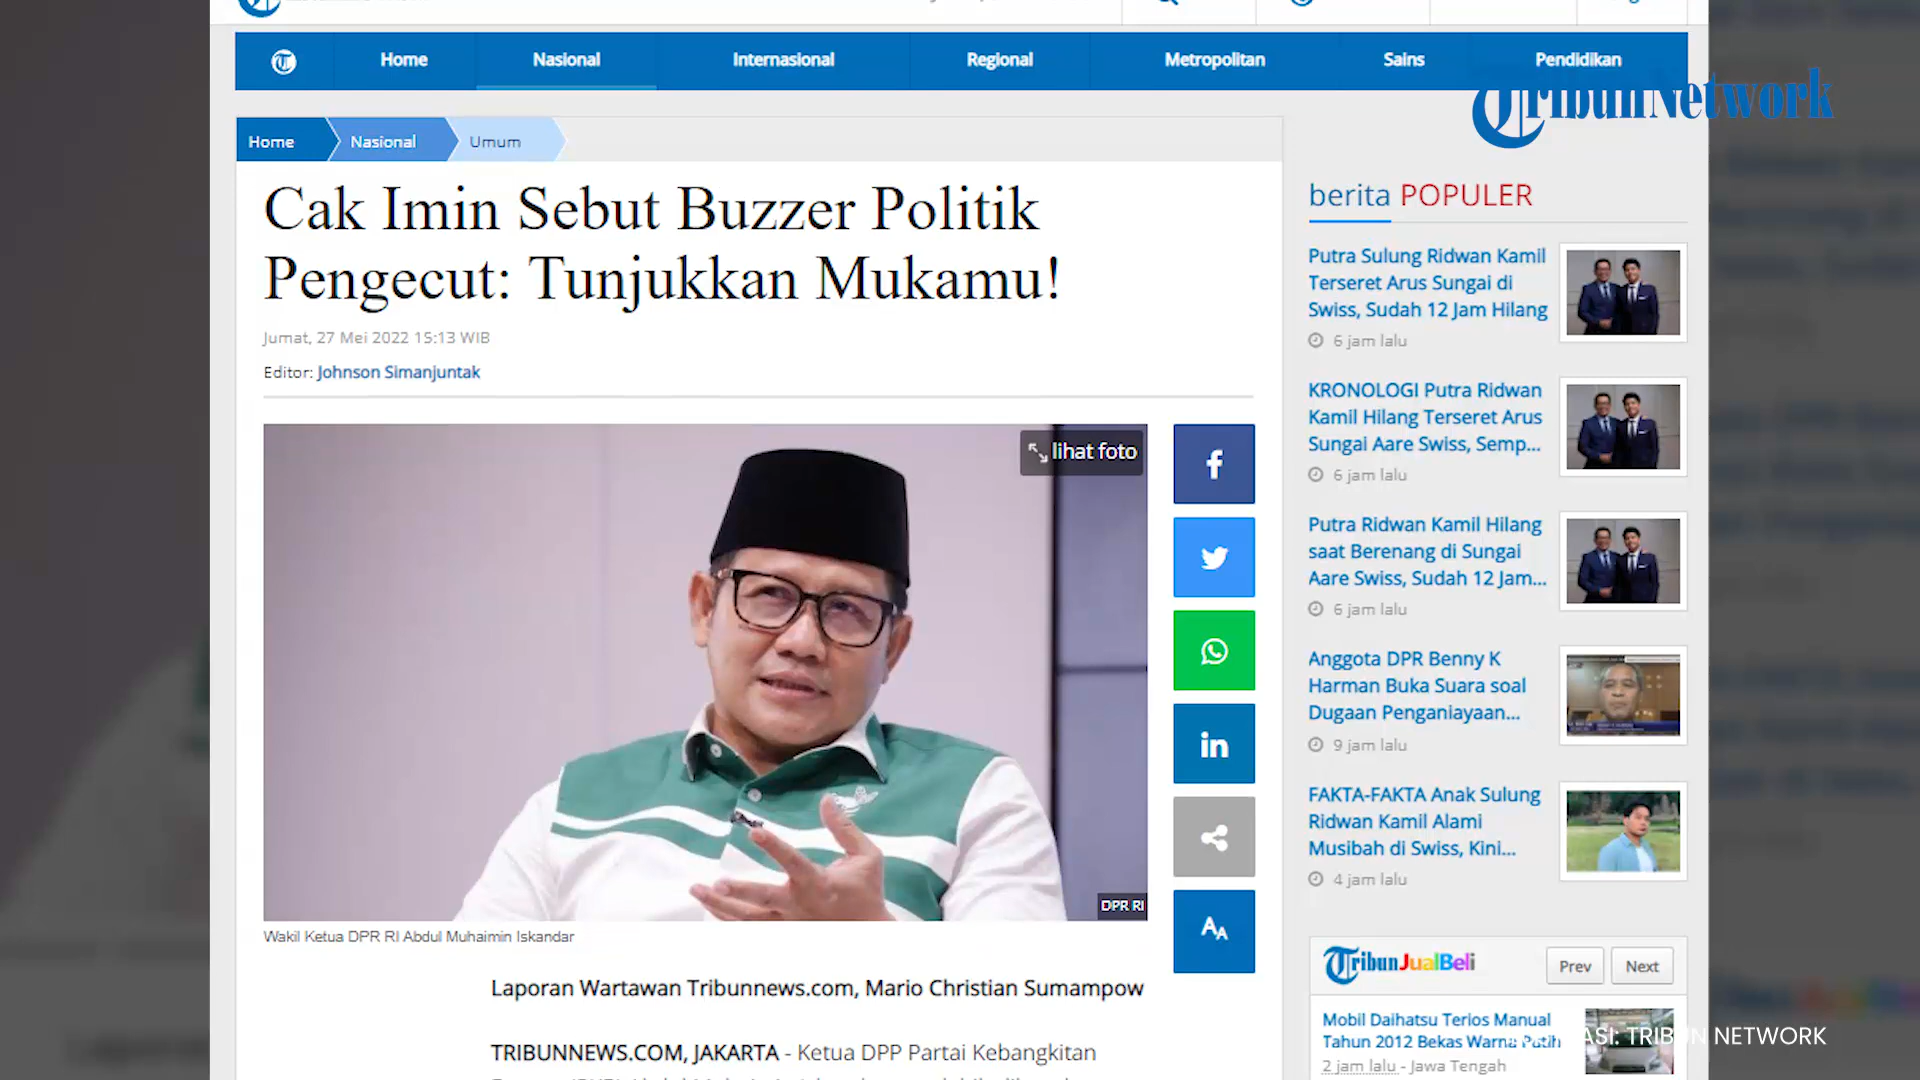 Home
Nasional
Internasional
Regional
Metropolitan
Sains
Pendidikan
Tribun Network
Home
Nasional
Umum
Cak Imin Sebut Buzzer Politik
Pengecut: Tunjukkan Mukamu!
Jumat, 27 Mei 2022 15:13 WIB
Editor: Johnson Simanjuntak
lihat foto
DPR RI
AA
Wakil Ketua DPR RI Abdul Muhaimin Iskandar
Laporan Wartawan Tribunnews.com, Mario Christian Sumampow
TRIBUNNEWS.COM, JAKARTA - Ketua DPP Partai Kebangkitan
berita POPULER
Putra Sulung Ridwan Kamil
Terseret Arus Sungai di
Swiss, Sudah 12 Jam Hilang
6 jam lalu
KRONOLOGI Putra Ridwan
Kamil Hilang Terseret Arus
Sungai Aare Swiss, Semp...
6 jam lalu
Putra Ridwan Kamil Hilang
saat Berenang di Sungai
Aare Swiss, Sudah 12 Jam...
6 jam lalu
Anggota DPR Benny K
Harman Buka Suara soal
Dugaan Penganiayaan...
9 jam lalu
FAKTA-FAKTA Anak Sulung
Ridwan Kamil Alami
Musibah di Swiss, Kini...
4 jam lalu
TribunJualBeli
Prev
Next
Mobil Daihatsu Terios Manual
Tahun 2012 Bekas Warna Putih
2 jam lalu - Jawa Tengah
TRIBUN NETWORK